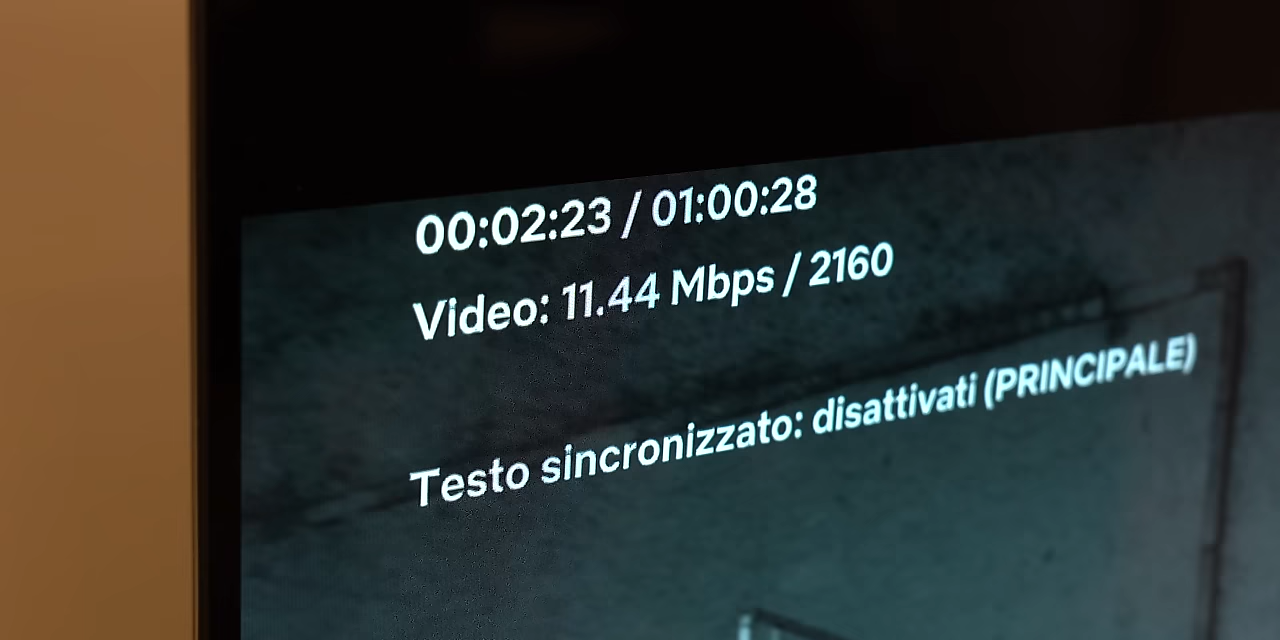 00:02:23 / 01:00:28
Video: 11.44 Mbps / 2160
Testo sincronizzato: disattivati (PRINCIPALE)